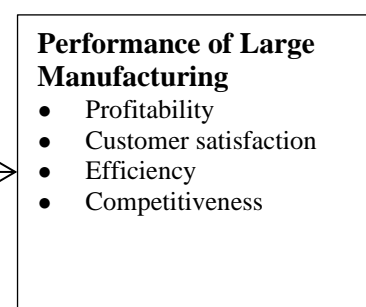 Performance of Large
Manufacturing
● Profitability
● Customer satisfaction
● Efficiency
● Competitiveness